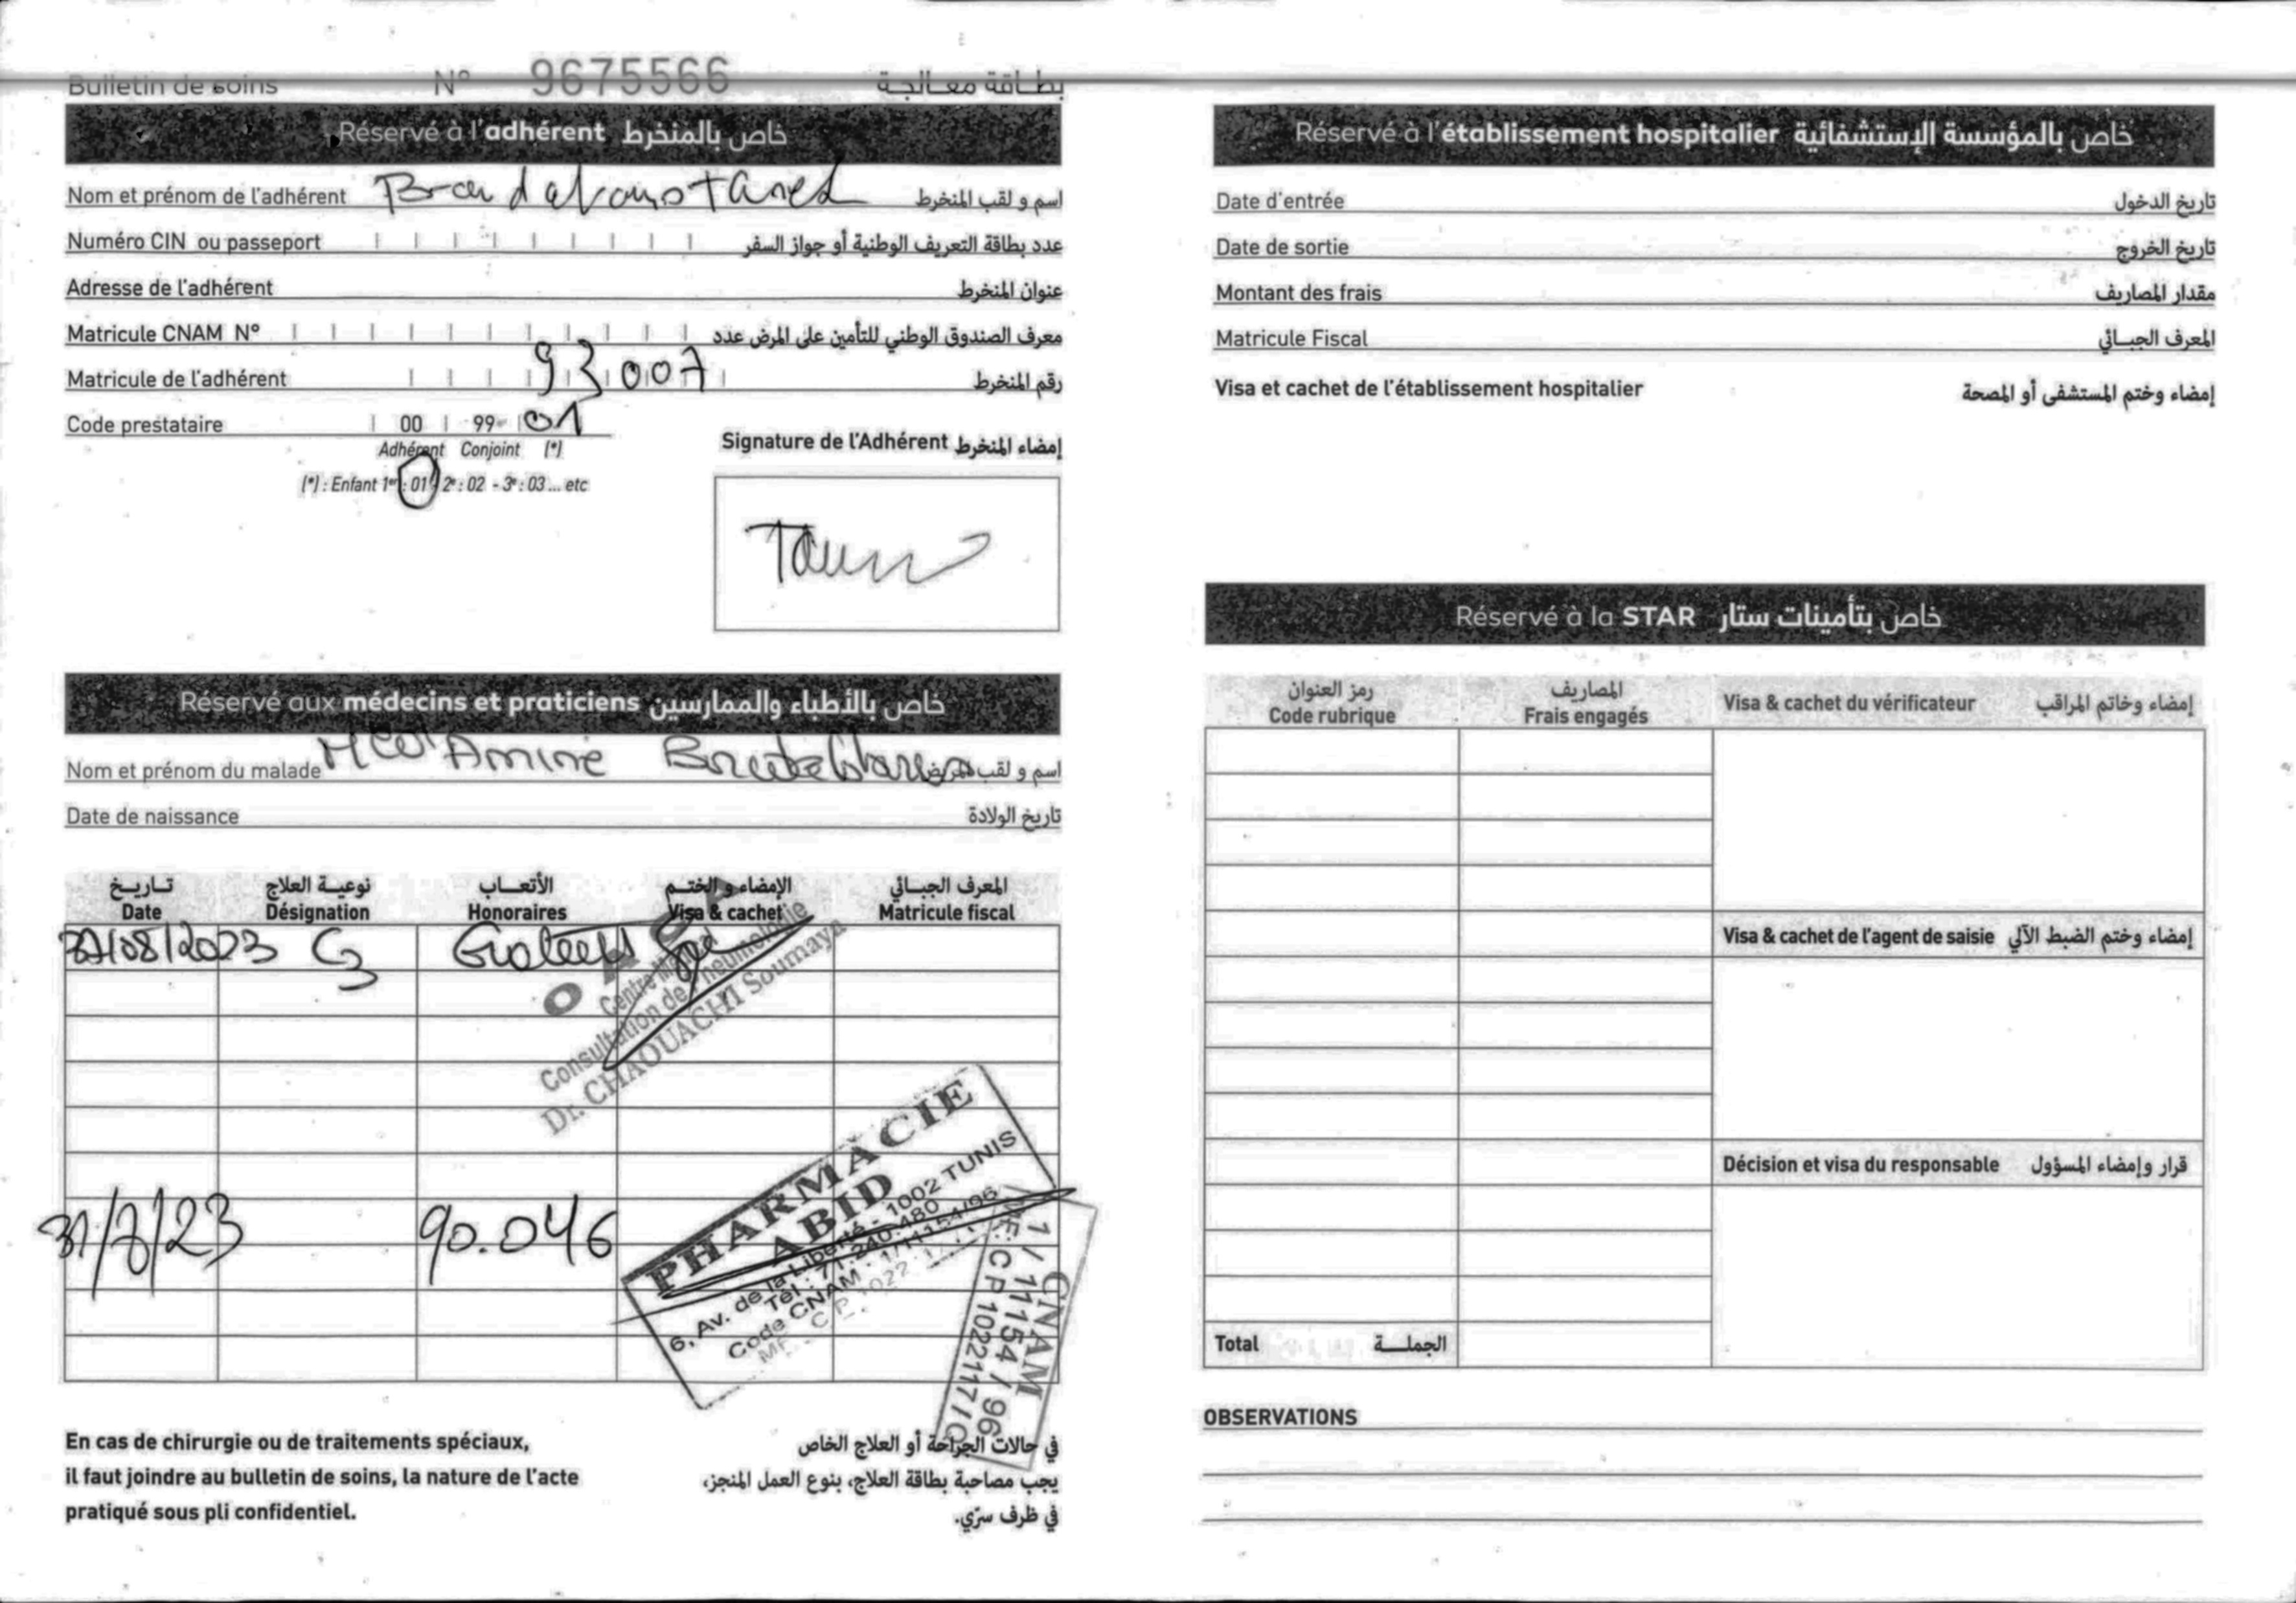 Bulletin de soins N° 9675566 بطاقة معالجة
Réservé à l'adhérent خاص بالمنخرط
Nom et prénom de l'adhérent اسم و لقب المنخرط
Numéro CIN ou passeport عدد بطاقة التعريف الوطنية أو جواز السفر
Adresse de l'adhérent عنوان المنخرط
Matricule CNAM N° معرف الصندوق الوطني للتأمين على المرض عدد
Matricule de l'adhérent 93007 رقم المنخرط
Code prestataire 00 99 01
Adhérent Conjoint (*)
(*) : Enfant 1er : 01 - 2e : 02 - 3e : 03 ... etc
Signature de l'Adhérent إمضاء المنخرط
Réservé aux médecins et praticiens خاص بالأطباء والممارسين
Nom et prénom du malade Med Amine اسم و لقب المريض
Date de naissance تاريخ الولادة
تاريخ نوعية العلاج الأتعاب الإمضاء و الختم المعرف الجبائي
Date Désignation Honoraires Visa & cachet Matricule fiscal
31/08/2023 C3 Gratuit
Centre Mahmoud
Consultation de Pneumologie
Dr. CHAOUACHI Soumaya
31/8/23 90.046
PHARMACIE
ABID
6, Av. de la Liberté - 1002 TUNIS
Tél : 71.240.480
Code CNAM : 1/11154/96
CNAM
1 / 11154 / 96
En cas de chirurgie ou de traitements spéciaux,
il faut joindre au bulletin de soins, la nature de l'acte
pratiqué sous pli confidentiel.
في حالات الجراحة أو العلاج الخاص
يجب مصاحبة بطاقة العلاج، بنوع العمل المنجز،
في ظرف سرّي.
Réservé à l'établissement hospitalier خاص بالمؤسسة الإستشفائية
Date d'entrée تاريخ الدخول
Date de sortie تاريخ الخروج
Montant des frais مقدار المصاريف
Matricule Fiscal المعرف الجبائي
Visa et cachet de l'établissement hospitalier إمضاء وختم المستشفى أو المصحة
Réservé à la STAR خاص بتأمينات ستار
رمز العنوان المصاريف
Code rubrique Frais engagés Visa & cachet du vérificateur إمضاء وخاتم المراقب
Visa & cachet de l'agent de saisie إمضاء وختم الضبط الآلي
Décision et visa du responsable قرار وإمضاء المسؤول
Total الجملة
OBSERVATIONS